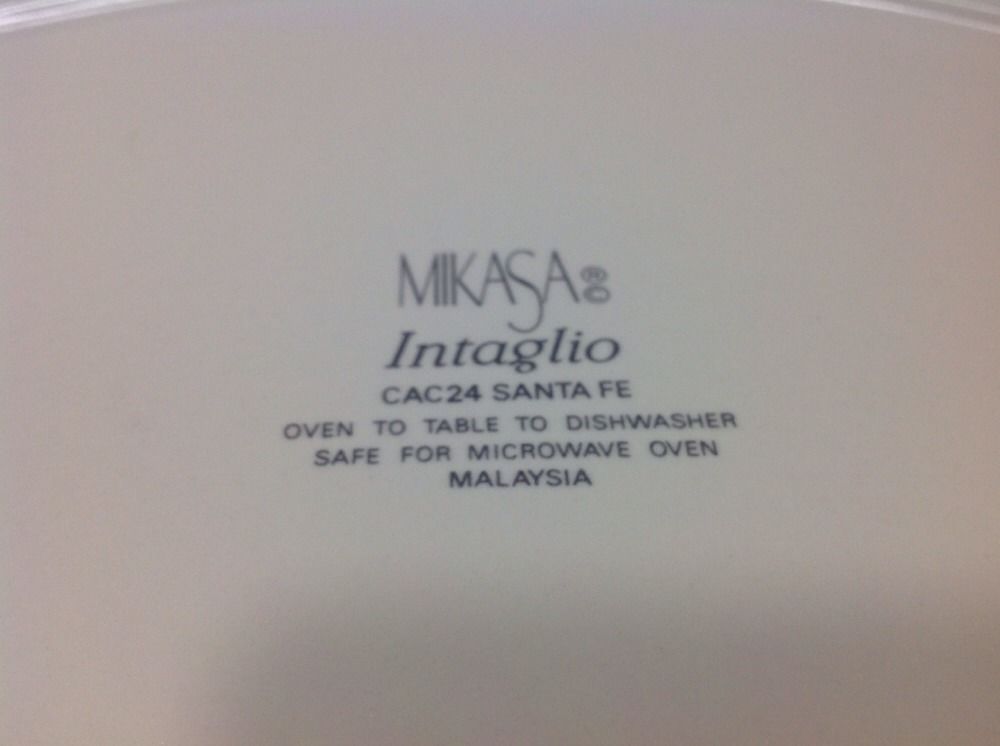 MIKASA ® ©
Intaglio
CAC24 SANTA FE
OVEN TO TABLE TO DISHWASHER
SAFE FOR MICROWAVE OVEN
MALAYSIA